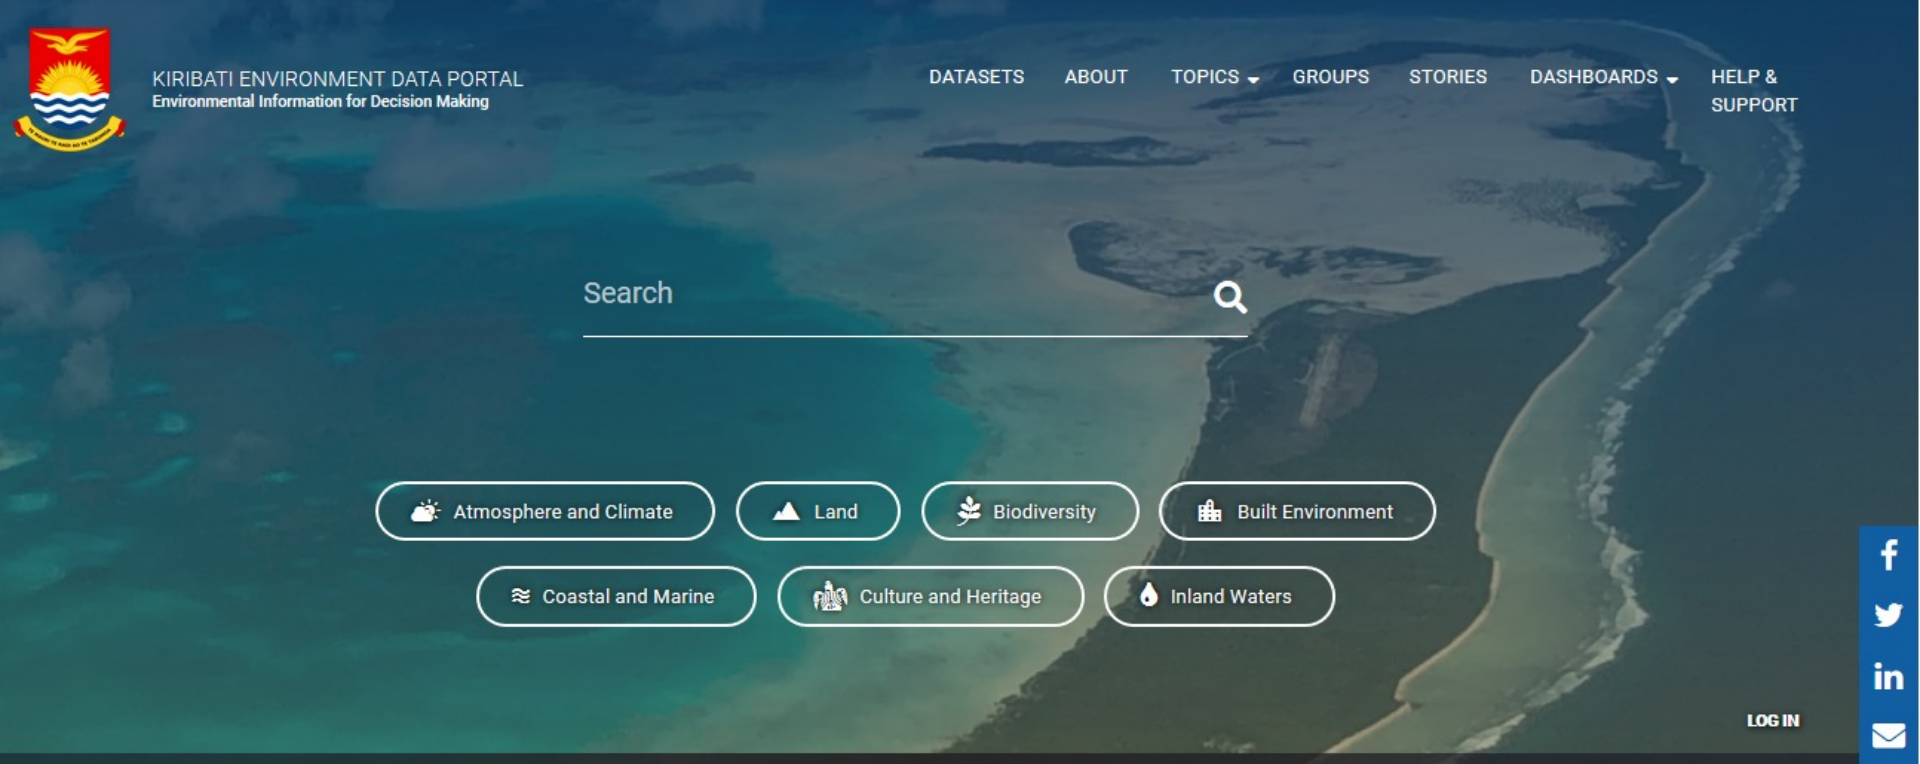 KIRIBATI ENVIRONMENT DATA PORTAL
Environmental Information for Decision Making
DATASETS ABOUT TOPICS GROUPS STORIES DASHBOARDS HELP &
SUPPORT
Search
Atmosphere and Climate Land Biodiversity Built Environment
Coastal and Marine Culture and Heritage Inland Waters
LOG IN